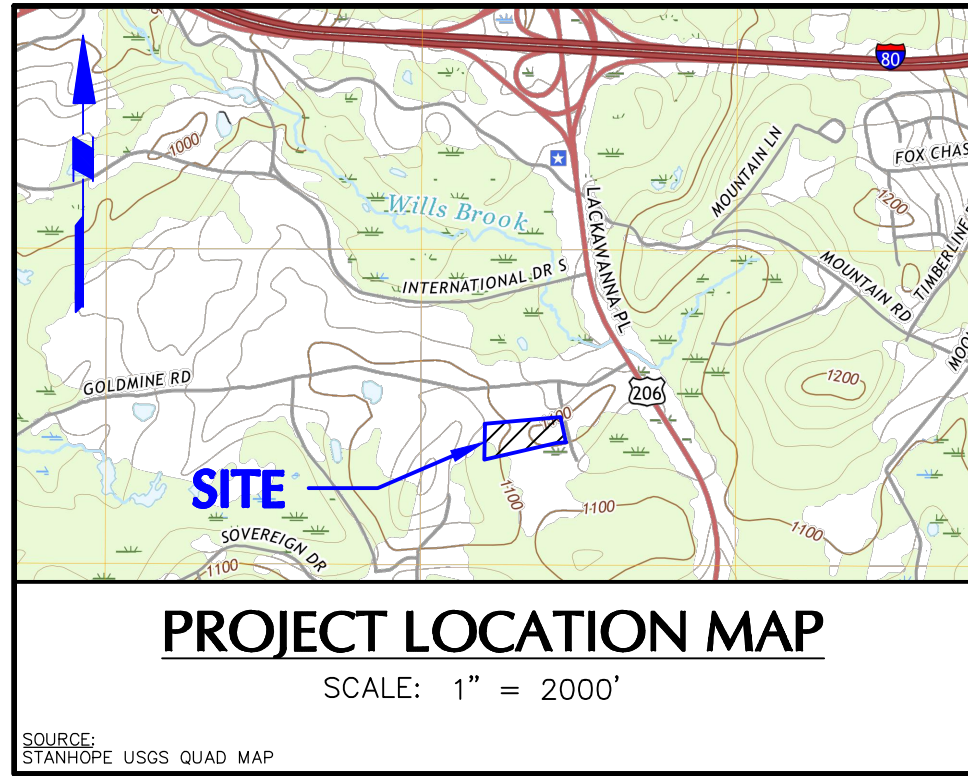 80
1000
MOUNTAIN LN
FOX CHAS
1200
Wills Brook
LACKAWANNA PL
INTERNATIONAL DR S
MOUNTAIN RD
TIMBERLINE
MOO
GOLDMINE RD
1200
206
SITE
1100
1100
1100
SOVEREIGN DR
1100
PROJECT LOCATION MAP
SCALE: 1" = 2000'
SOURCE:
STANHOPE USGS QUAD MAP